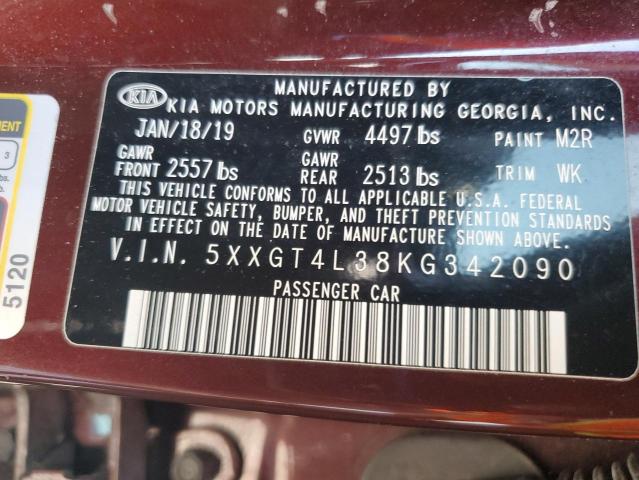 MANUFACTURED BY
KIA KIA MOTORS MANUFACTURING GEORGIA, INC.
JAN/18/19 GVWR 4497 lbs PAINT M2R
GAWR FRONT 2557 lbs GAWR REAR 2513 lbs TRIM WK
THIS VEHICLE CONFORMS TO ALL APPLICABLE U.S.A. FEDERAL
MOTOR VEHICLE SAFETY, BUMPER, AND THEFT PREVENTION STANDARDS
IN EFFECT ON THE DATE OF MANUFACTURE SHOWN ABOVE.
V.I.N. 5XXGT4L38KG342090
PASSENGER CAR
3
5120